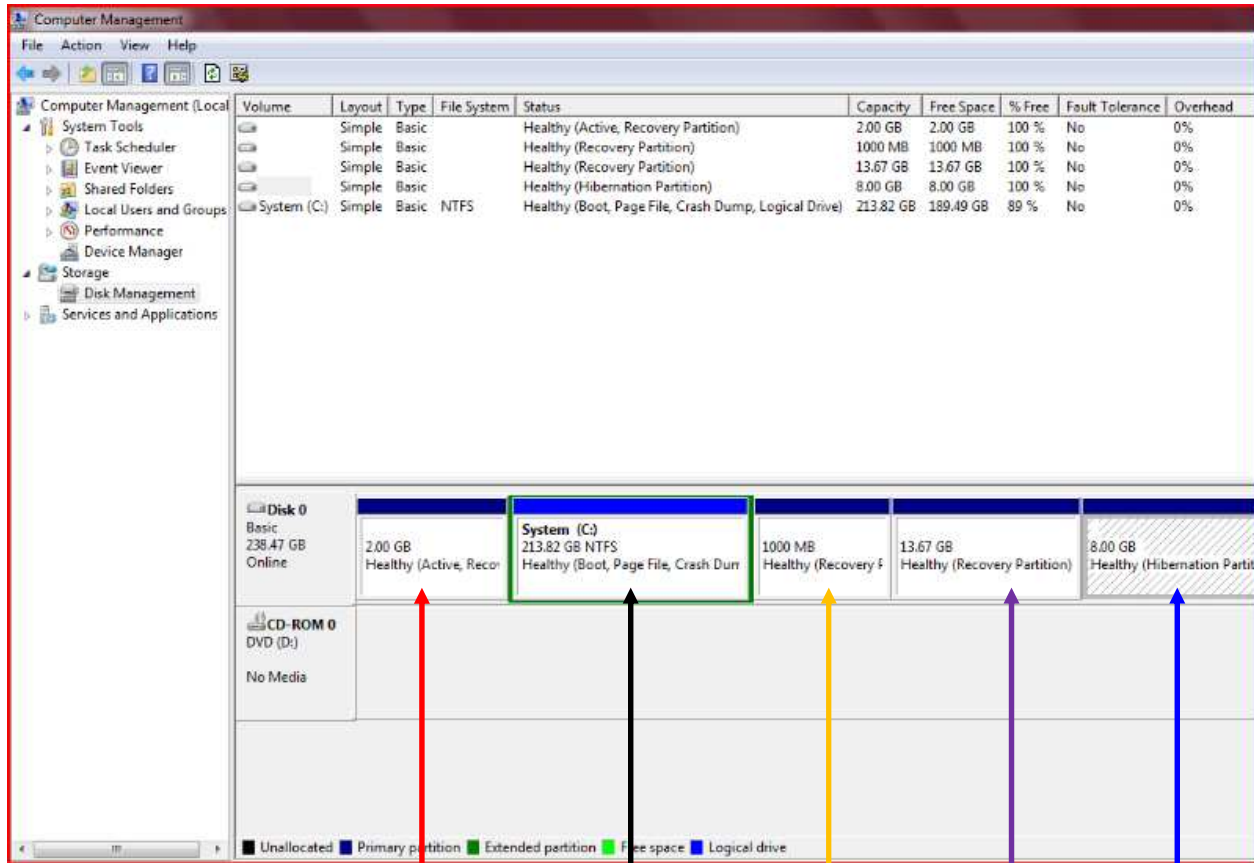 Computer Management
File Action View Help
Computer Management (Local
System Tools
Task Scheduler
Event Viewer
Shared Folders
Local Users and Groups
Performance
Device Manager
Storage
Disk Management
Services and Applications
Volume Layout Type File System Status Capacity Free Space % Free Fault Tolerance Overhead
Simple Basic Healthy (Active, Recovery Partition) 2.00 GB 2.00 GB 100 % No 0%
Simple Basic Healthy (Recovery Partition) 1000 MB 1000 MB 100 % No 0%
Simple Basic Healthy (Recovery Partition) 13.67 GB 13.67 GB 100 % No 0%
Simple Basic Healthy (Hibernation Partition) 8.00 GB 8.00 GB 100 % No 0%
System (C:) Simple Basic NTFS Healthy (Boot, Page File, Crash Dump, Logical Drive) 213.82 GB 189.49 GB 89 % No 0%
Disk 0
Basic
238.47 GB
Online
2.00 GB
Healthy (Active, Reco
System (C:)
213.82 GB NTFS
Healthy (Boot, Page File, Crash Dum
1000 MB
Healthy (Recovery
13.67 GB
Healthy (Recovery Partition)
8.00 GB
Healthy (Hibernation Partit
CD-ROM 0
DVD (D:)
No Media
Unallocated Primary partition Extended partition Free space Logical drive